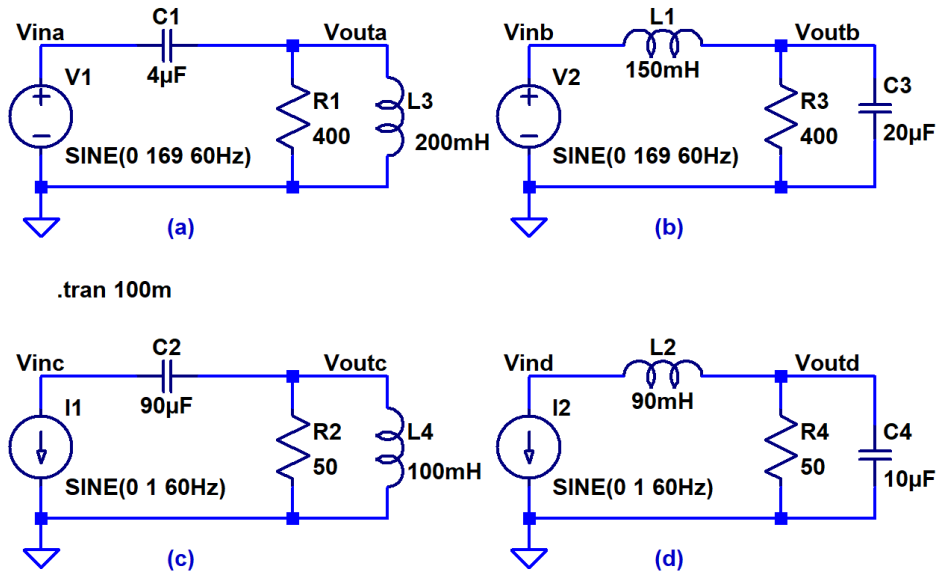 C1
L1
Vina
Vouta
Vinb
Voutb
V1
4µF
V2
150mH
C3
R1
L3
R3
400
200mH
400
20µF
SINE(0 169 60Hz)
SINE(0 169 60Hz)
(a)
(b)
.tran 100m
C2
L2
Vinc
Voutc
Vind
Voutd
I1
90µF
I2
90mH
R2
L4
R4
C4
50
100mH
50
10µF
SINE(0 1 60Hz)
SINE(0 1 60Hz)
(c)
(d)